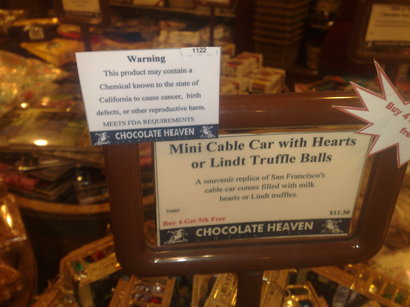 1122
Warning
This product may contain a
Chemical known to the state of
California to cause cancer, birth
defects, or other reproductive harm.
MEETS FDA REQUIREMENTS
CHOCOLATE HEAVEN
Mini Cable Car with Hearts
or Lindt Truffle Balls
A souvenir replica of San Francisco's
cable car comes filled with milk
hearts or Lindt truffles.
$11.50
Buy 4 Get 5th Free
CHOCOLATE HEAVEN
Buy 4